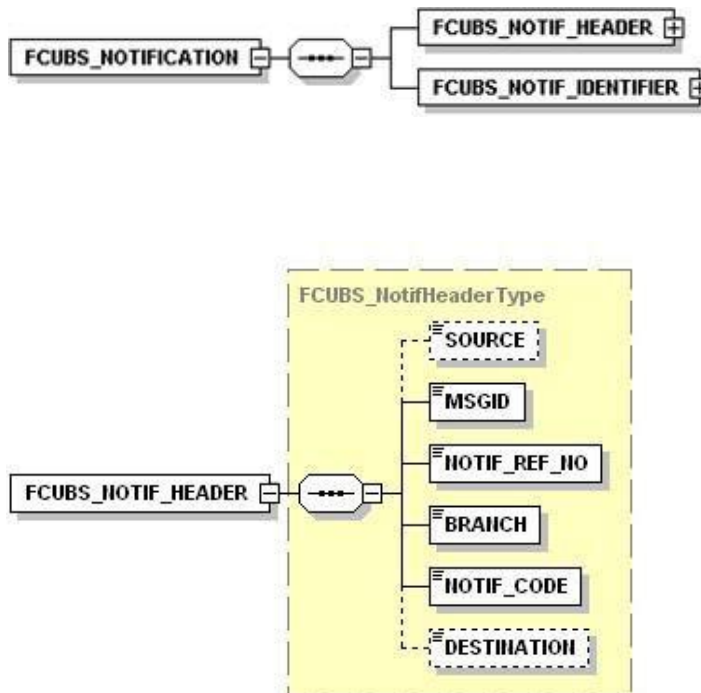 FCUBS_NOTIFICATION
FCUBS_NOTIF_HEADER
FCUBS_NOTIF_IDENTIFIER
FCUBS_NotifHeaderType
SOURCE
MSGID
NOTIF_REF_NO
FCUBS_NOTIF_HEADER
BRANCH
NOTIF_CODE
DESTINATION